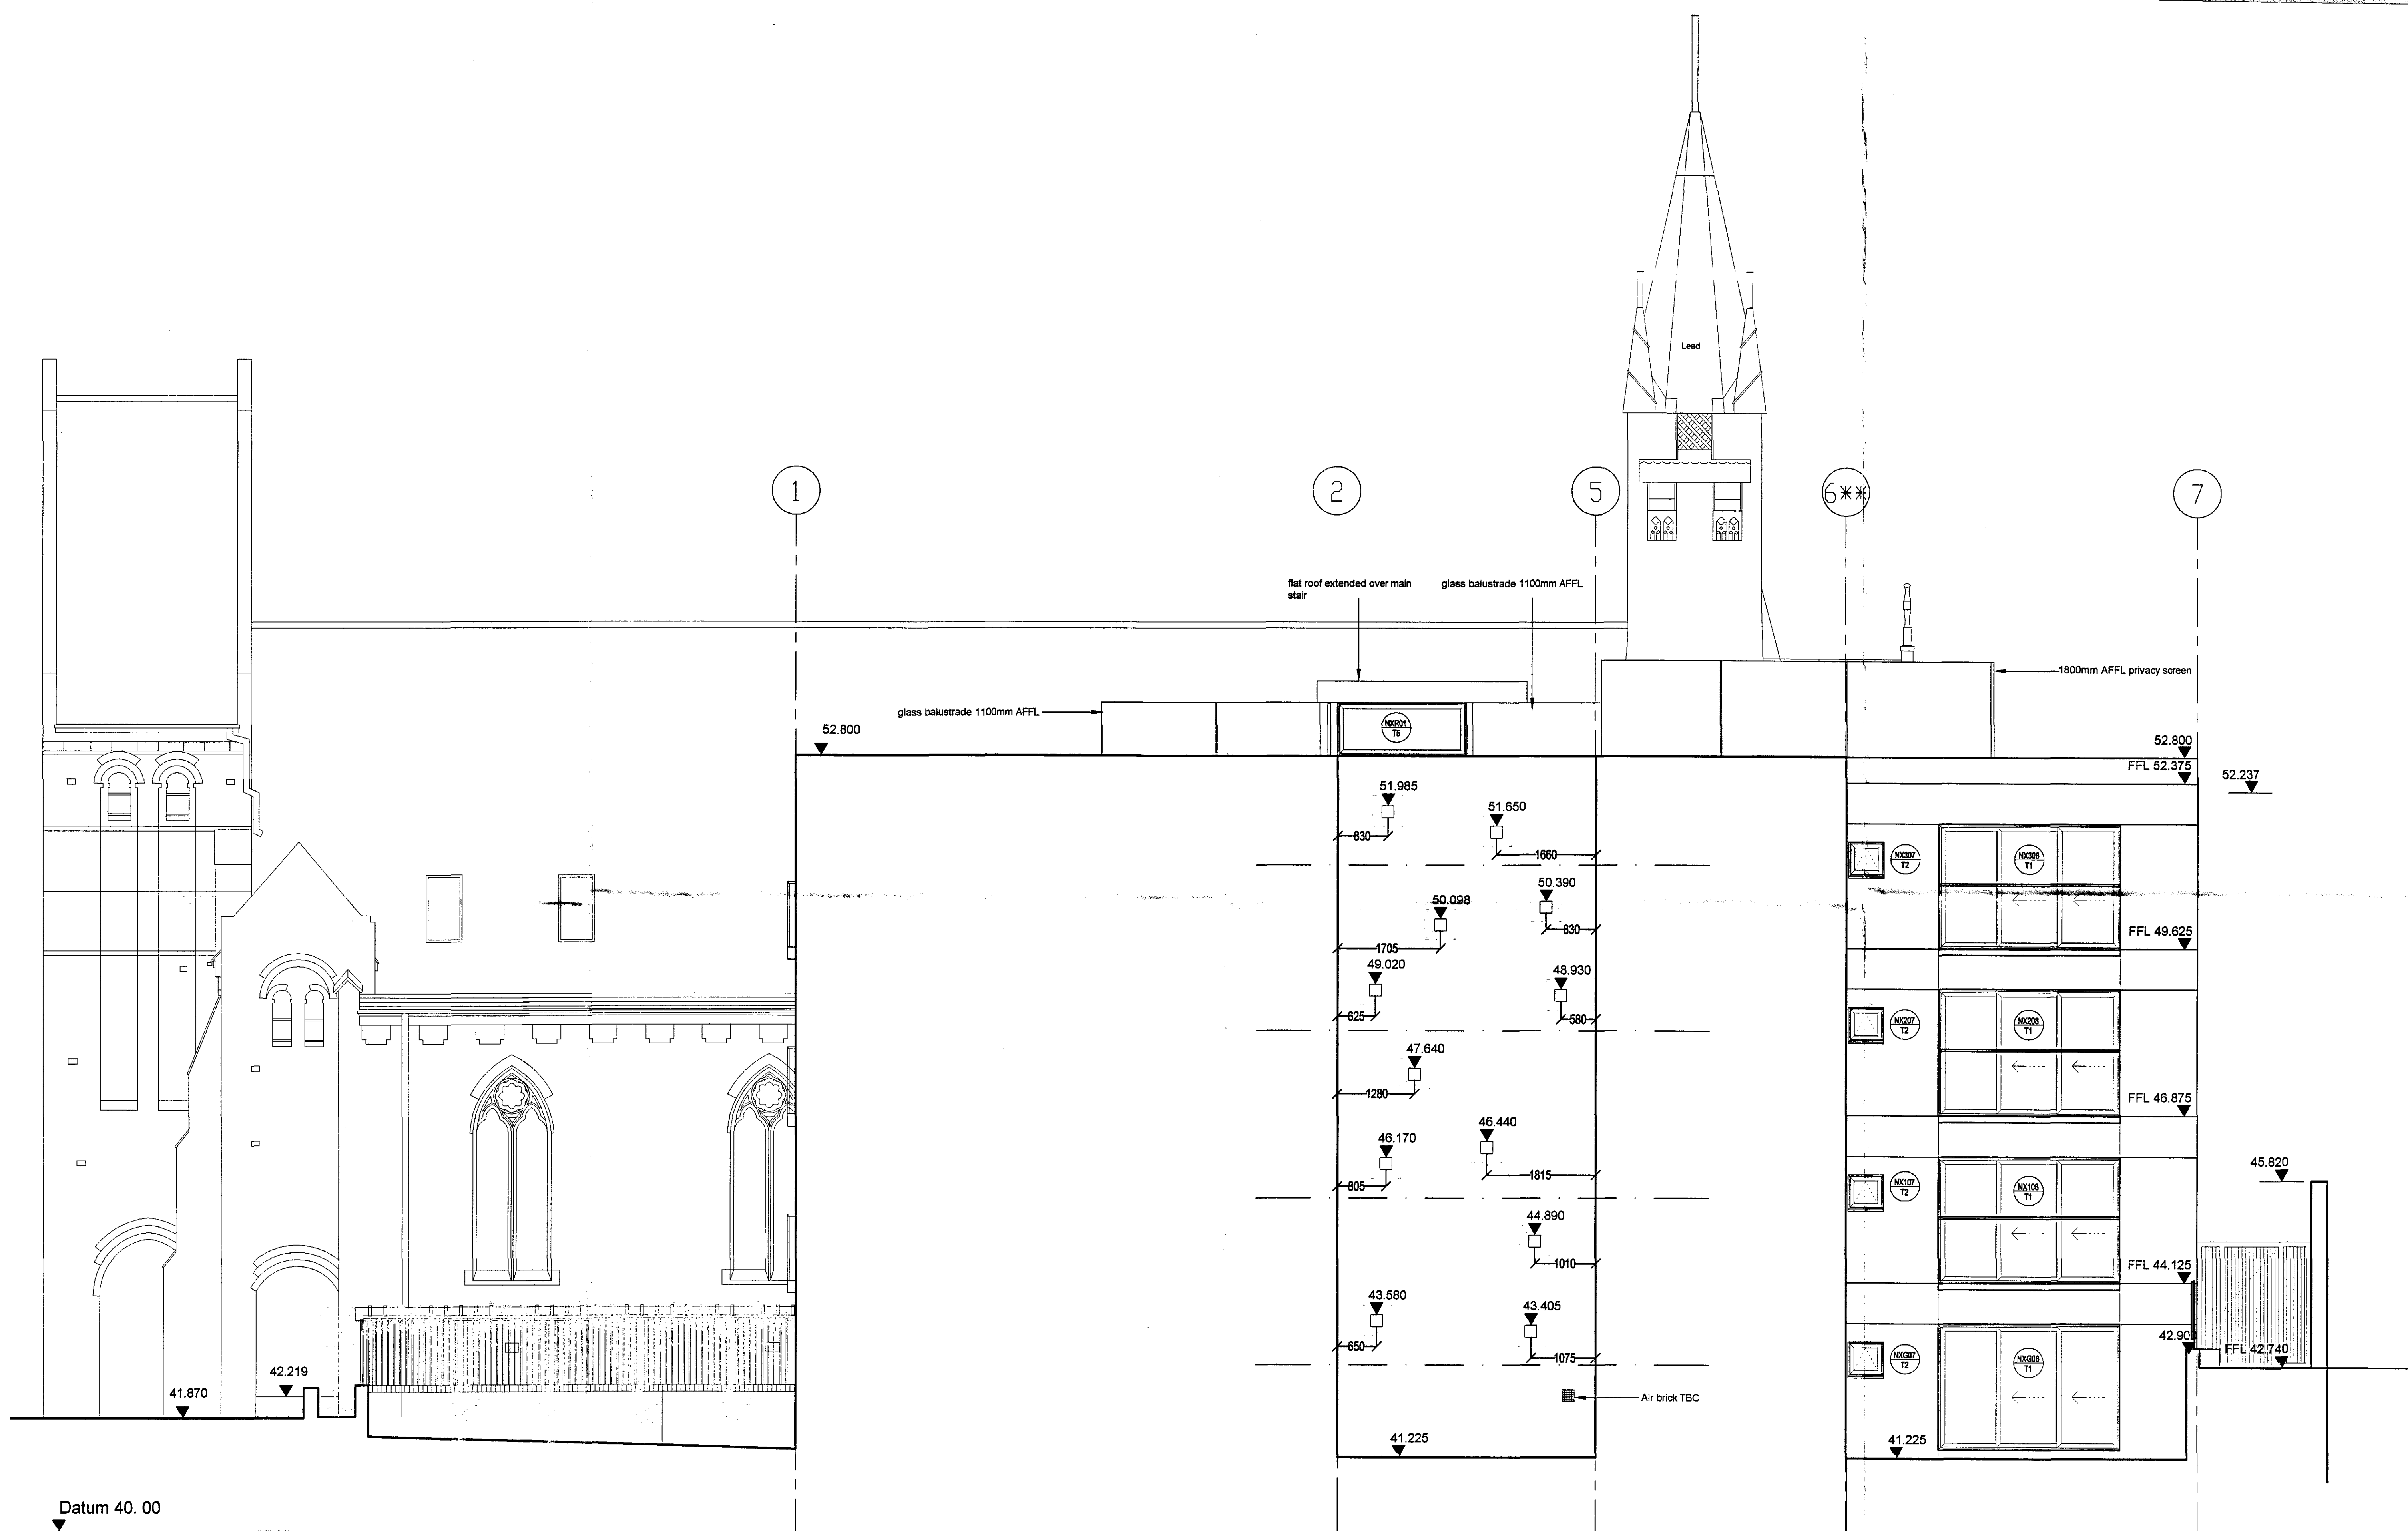 Lead
1
2
5
6**
7
flat roof extended over main
stair
glass balustrade 1100mm AFFL
1800mm AFFL privacy screen
glass balustrade 1100mm AFFL
NXR01
T5
52.800
52.800
FFL 52.375
52.237
51.985
830
51.650
1660
NX307
T2
NX308
T1
50.390
830
50.098
1705
FFL 49.625
49.020
625
48.930
580
NX207
T2
NX208
T1
47.640
1280
FFL 46.875
46.440
1815
46.170
805
NX107
T2
NX108
T1
45.820
44.890
1010
FFL 44.125
43.580
650
43.405
1075
42.900
FFL 42.740
NXG07
T2
NXG08
T1
42.219
41.870
Air brick TBC
41.225
41.225
Datum 40. 00